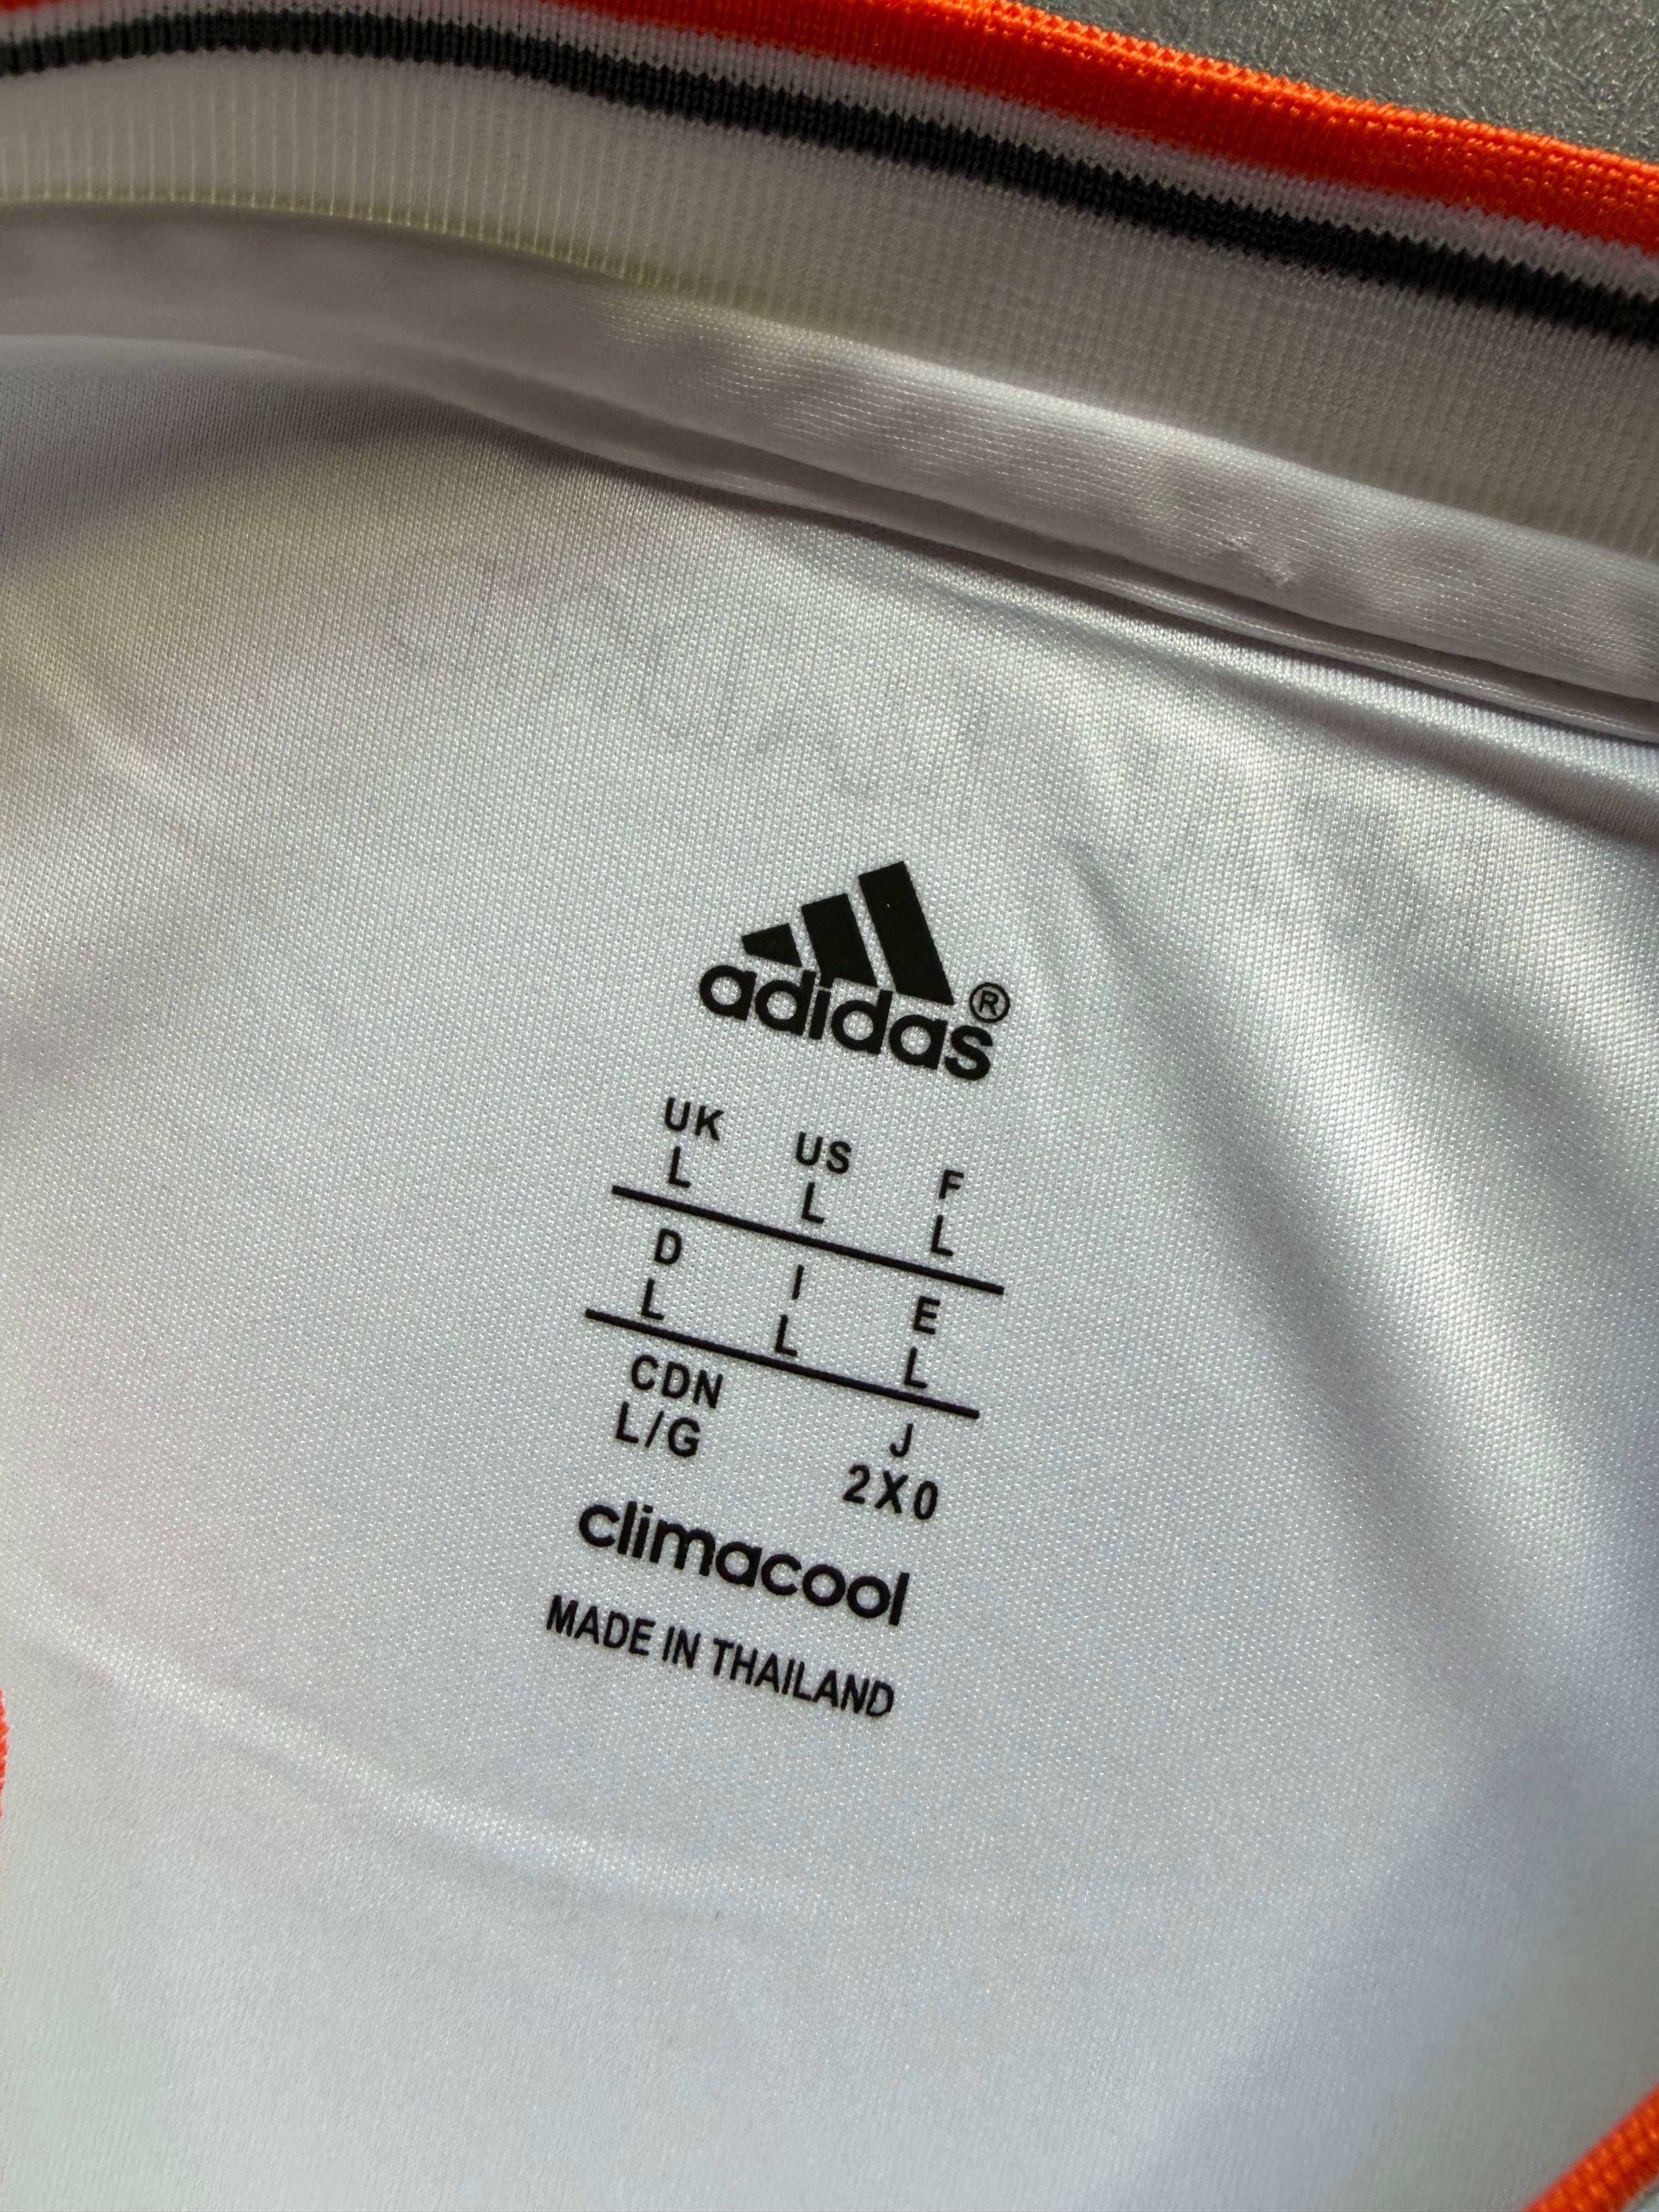 adidas®
UK US F
L L L
D I E
L L L
CDN J
L/G 2X0
climacool
MADE IN THAILAND